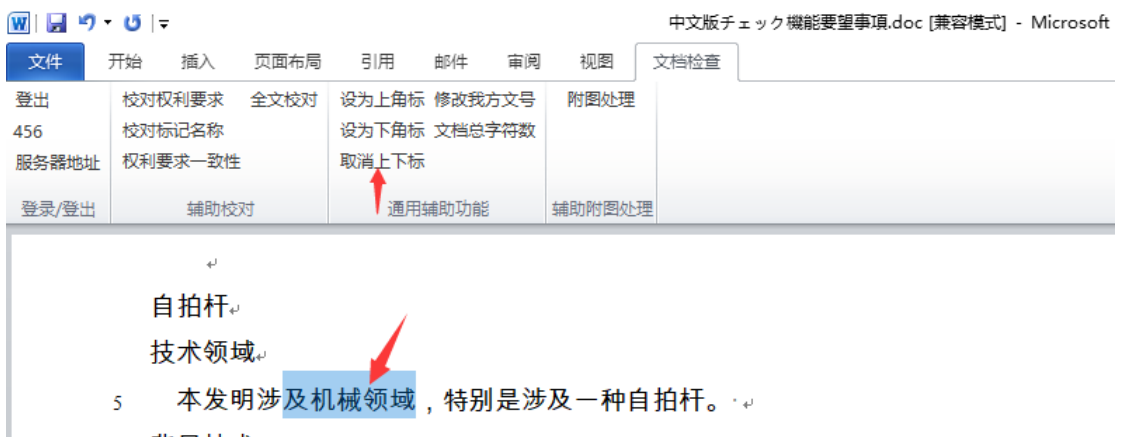 中文版チェック機能要望事項.doc [兼容模式] - Microsoft
文件 开始 插入 页面布局 引用 邮件 审阅 视图 文档检查
登出 校对权利要求 全文校对 设为上角标 修改我方文号 附图处理
456 校对标记名称 设为下角标 文档总字符数
服务器地址 权利要求一致性 取消上下标
登录/登出 辅助校对 通用辅助功能 辅助附图处理
自拍杆
技术领域
5 本发明涉及机械领域，特别是涉及一种自拍杆。